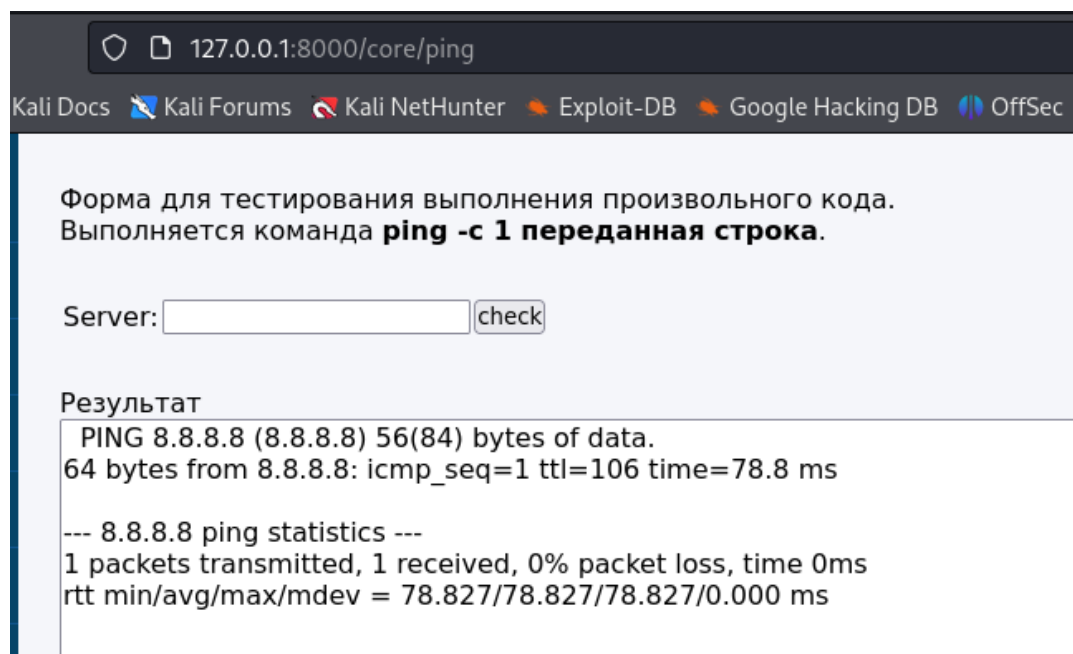 127.0.0.1:8000/core/ping
Kali Docs Kali Forums Kali NetHunter Exploit-DB Google Hacking DB OffSec
Форма для тестирования выполнения произвольного кода.
Выполняется команда ping -c 1 переданная строка.
Server: check
Результат
PING 8.8.8.8 (8.8.8.8) 56(84) bytes of data.
64 bytes from 8.8.8.8: icmp_seq=1 ttl=106 time=78.8 ms
--- 8.8.8.8 ping statistics ---
1 packets transmitted, 1 received, 0% packet loss, time 0ms
rtt min/avg/max/mdev = 78.827/78.827/78.827/0.000 ms